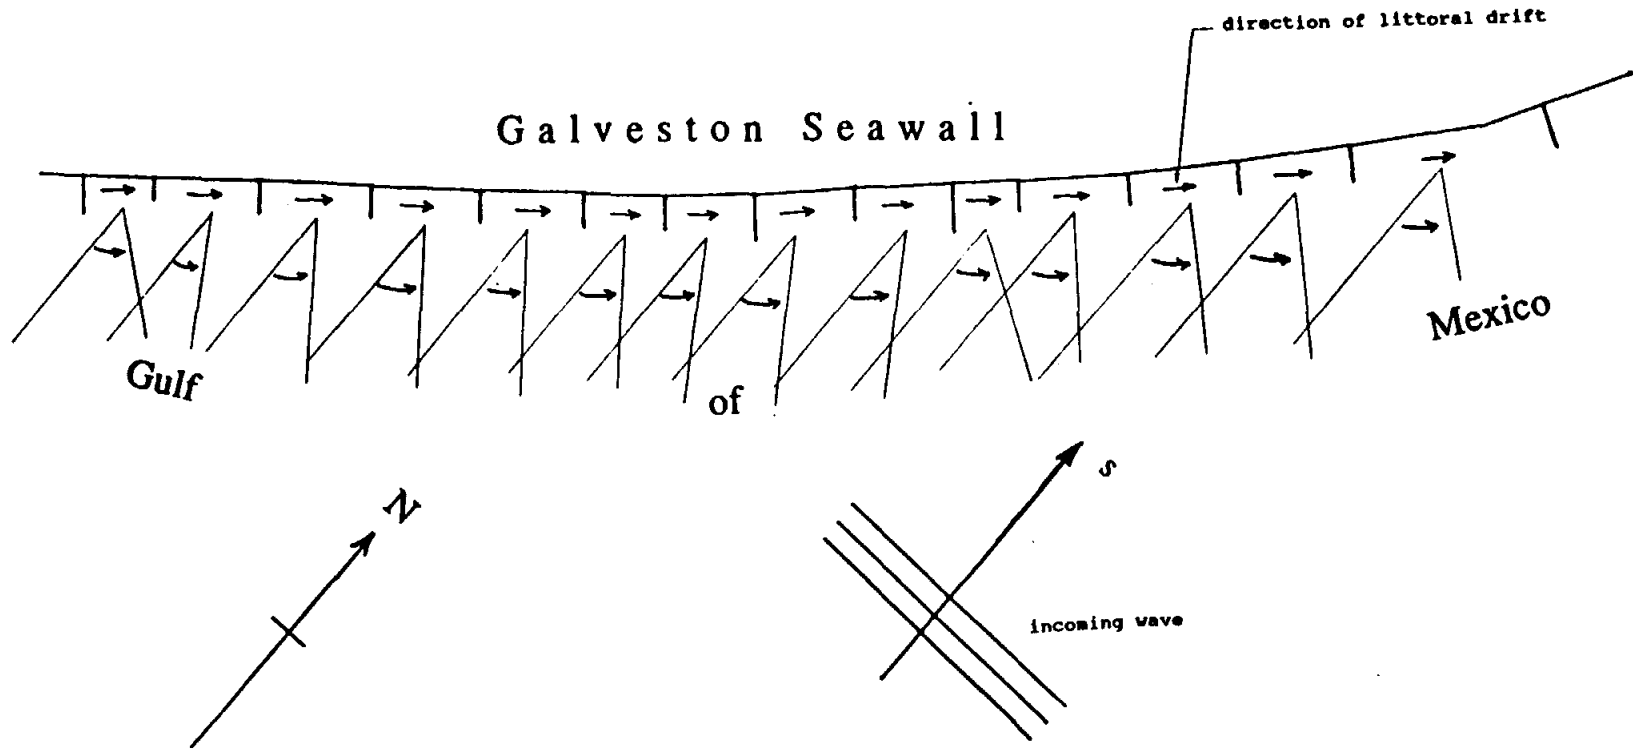 direction of littoral drift
Galveston Seawall
Gulf
of
Mexico
N
S
incoming wave